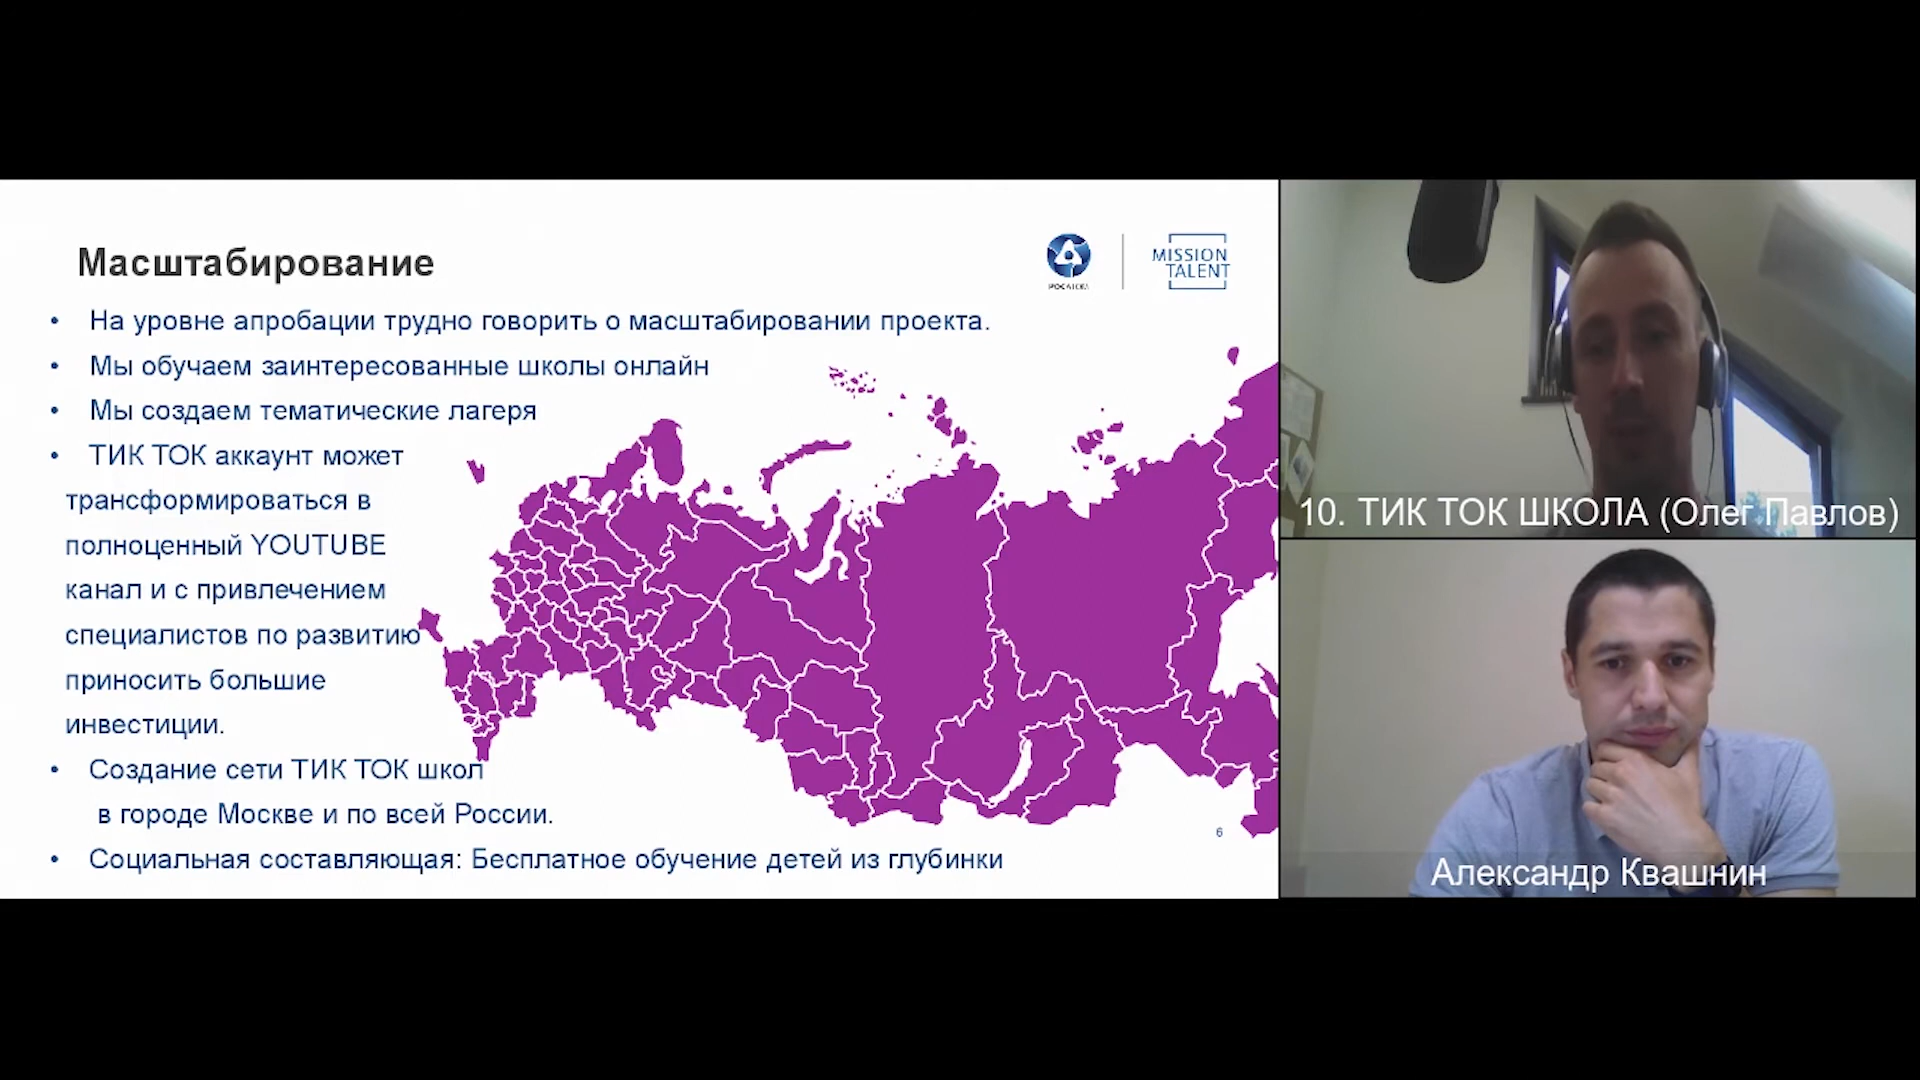 Масштабирование
РОСАТОМ
MISSION
TALENT
• На уровне апробации трудно говорить о масштабировании проекта.
• Мы обучаем заинтересованные школы онлайн
• Мы создаем тематические лагеря
• ТИК ТОК аккаунт может
трансформироваться в
полноценный YOUTUBE
канал и с привлечением
специалистов по развитию
приносить большие
инвестиции.
• Создание сети ТИК ТОК школ
в городе Москве и по всей России.
• Социальная составляющая: Бесплатное обучение детей из глубинки
6
10. ТИК ТОК ШКОЛА (Олег Павлов)
Александр Квашнин